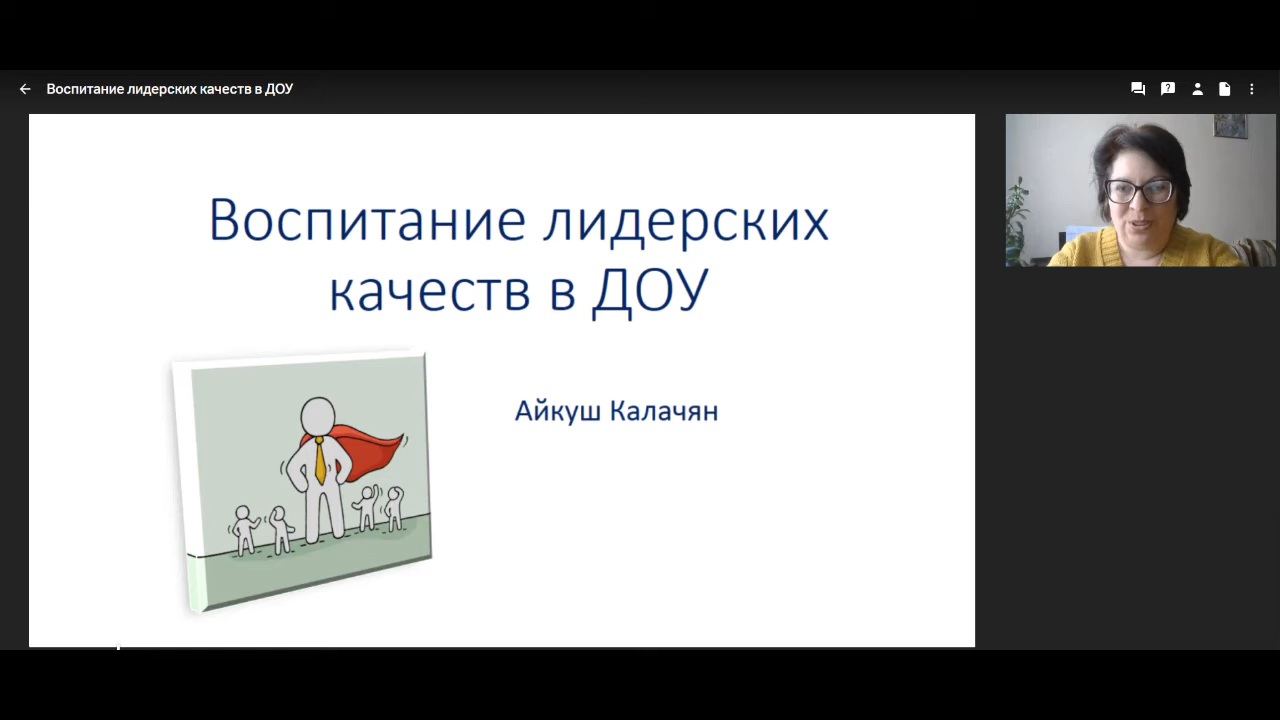 Воспитание лидерских качеств в ДОУ
Воспитание лидерских
качеств в ДОУ
Айкуш Калачян